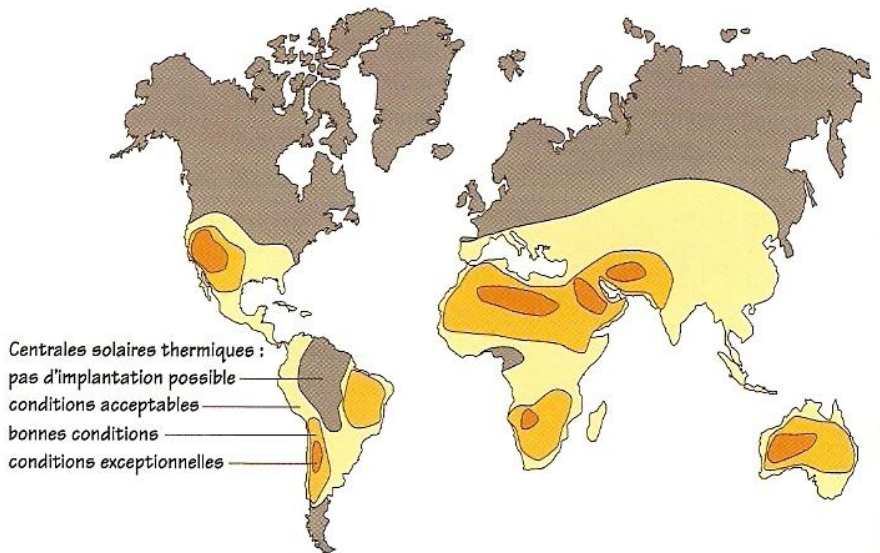 Centrales solaires thermiques :
pas d'implantation possible
conditions acceptables
bonnes conditions
conditions exceptionnelles